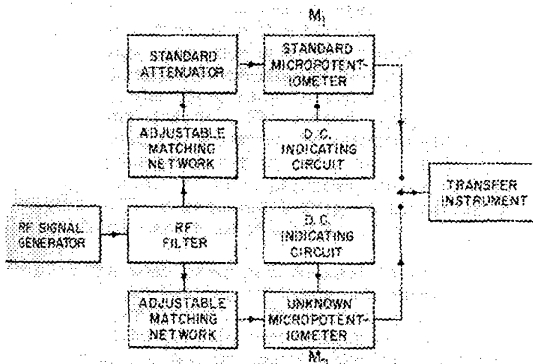 M₁
STANDARD
ATTENUATOR
STANDARD
MICROPOTENT-
IOMETER
ADJUSTABLE
MATCHING
NETWORK
D. C.
INDICATING
CIRCUIT
TRANSFER
INSTRUMENT
RF SIGNAL
GENERATOR
RF
FILTER
D. C.
INDICATING
CIRCUIT
ADJUSTABLE
MATCHING
NETWORK
UNKNOWN
MICROPOTENT-
IOMETER